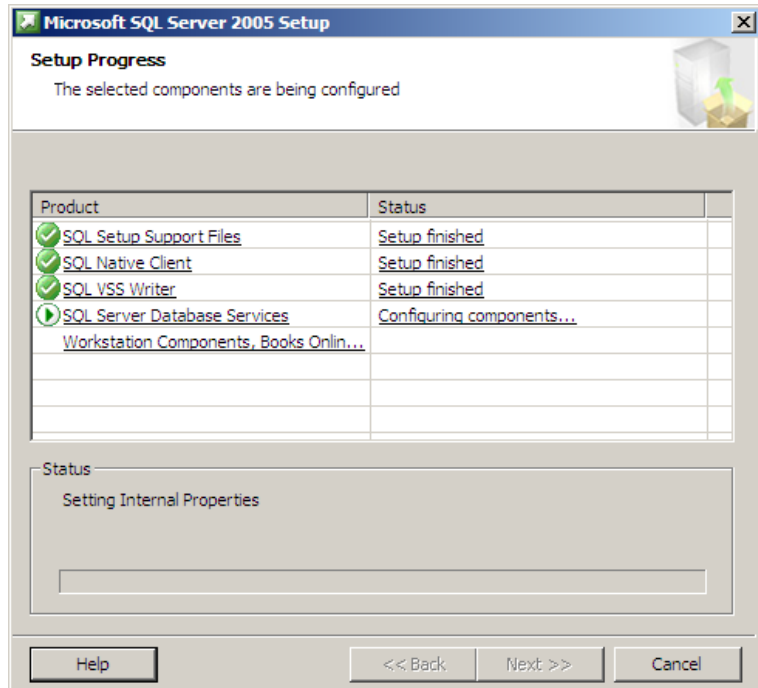 Microsoft SQL Server 2005 Setup
Setup Progress
The selected components are being configured
Product Status
SQL Setup Support Files Setup finished
SQL Native Client Setup finished
SQL VSS Writer Setup finished
SQL Server Database Services Configuring components...
Workstation Components, Books Onlin...
Status
Setting Internal Properties
Help << Back Next >> Cancel